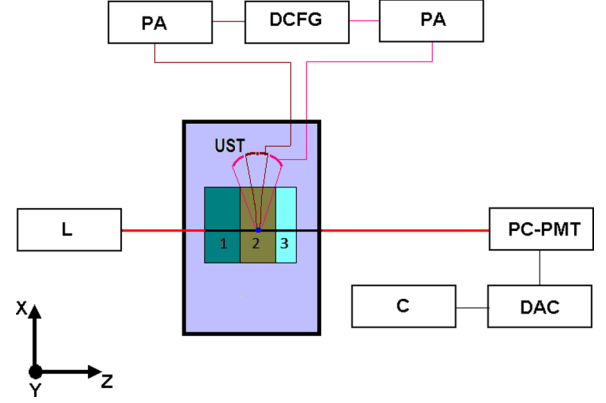 PA DCFG PA
UST
L 1 2 3 PC-PMT
C DAC
X
Y Z